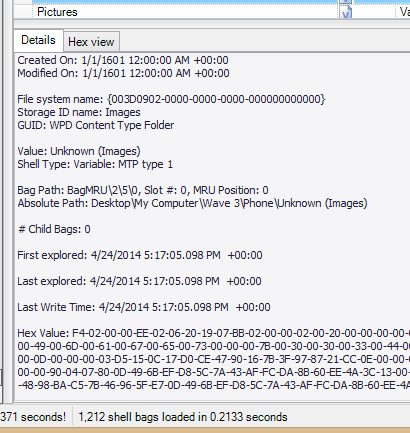 Pictures
Va
Details
Hex view
Created On: 1/1/1601 12:00:00 AM +00:00
Modified On: 1/1/1601 12:00:00 AM +00:00
File system name: {003D0902-0000-0000-0000-000000000000}
Storage ID name: Images
GUID: WPD Content Type Folder
Value: Unknown (Images)
Shell Type: Variable: MTP type 1
Bag Path: BagMRU\2\5\0, Slot #: 0, MRU Position: 0
Absolute Path: Desktop\My Computer\Wave 3\Phone\Unknown (Images)
# Child Bags: 0
First explored: 4/24/2014 5:17:05.098 PM +00:00
Last explored: 4/24/2014 5:17:05.098 PM +00:00
Last Write Time: 4/24/2014 5:17:05.098 PM +00:00
Hex Value: F4-02-00-00-EE-02-06-20-19-07-BB-02-00-00-02-00-20-00-00-00-00-
00-49-00-6D-00-61-00-67-00-65-00-73-00-00-00-7B-00-30-00-30-00-33-00-44-0
00-0D-00-00-00-03-D5-15-0C-17-D0-CE-47-90-16-7B-3F-97-87-21-CC-0E-00-00-
00-00-90-04-07-80-0D-49-6B-EF-D8-5C-7A-43-AF-FC-DA-8B-60-EE-4A-3C-13-00-
-48-98-BA-C5-7B-46-96-5F-E7-0D-49-6B-EF-D8-5C-7A-43-AF-FC-DA-8B-60-EE-4A
371 seconds!
1,212 shell bags loaded in 0.2133 seconds